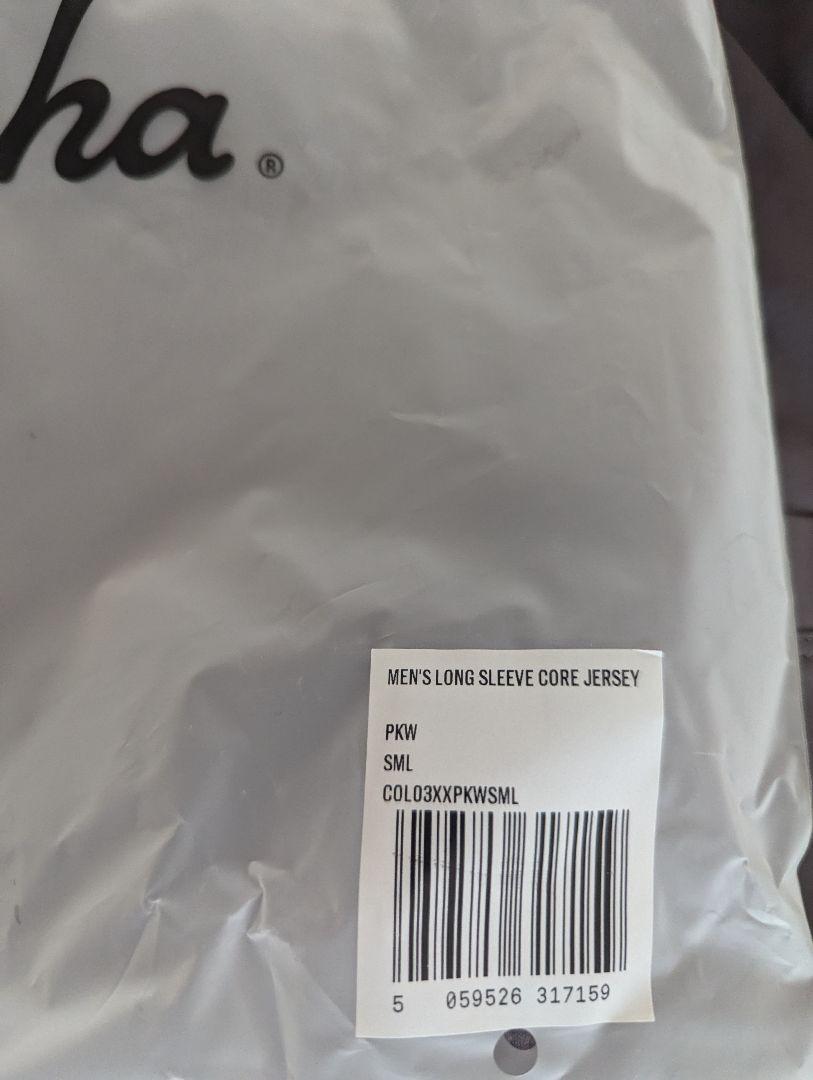 ha®
MEN'S LONG SLEEVE CORE JERSEY
PKW
SML
COL03XXPKWSML
5 059526 317159